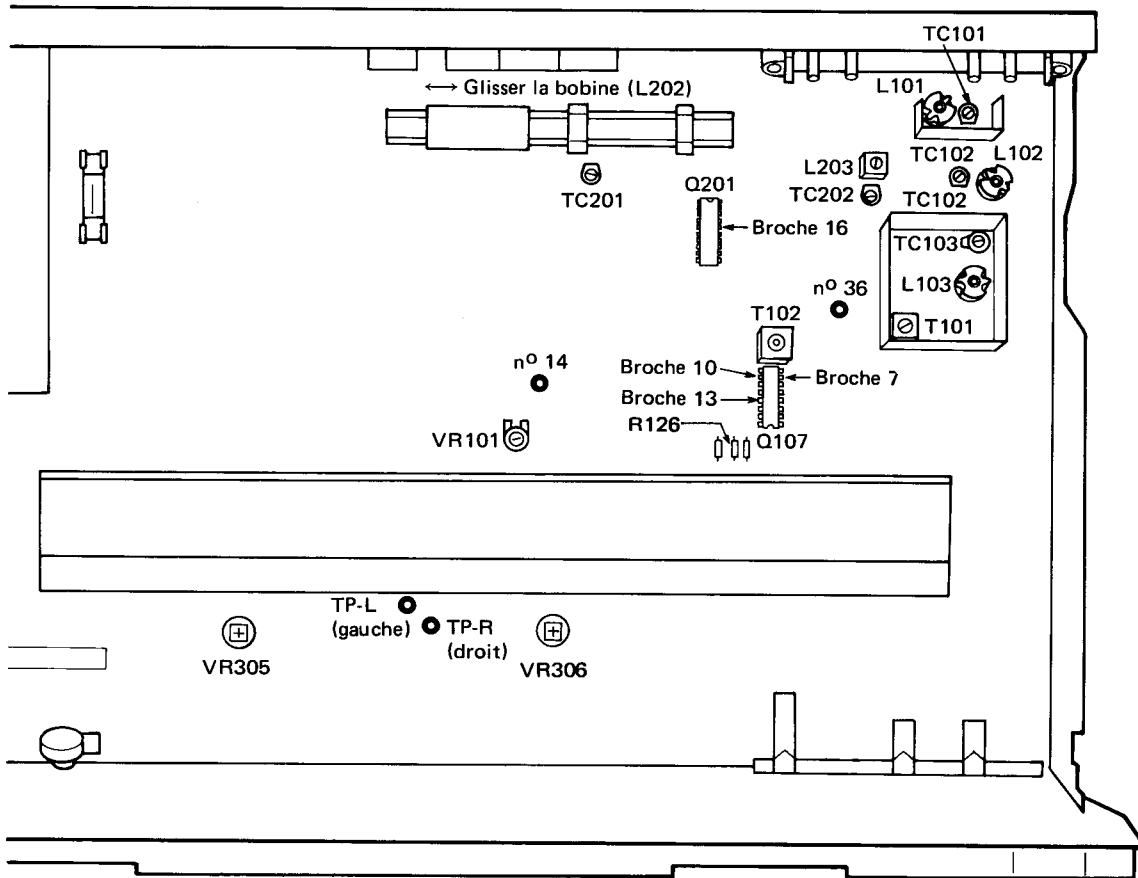 TC101
L101
←→ Glisser la bobine (L202)
TC102
L102
L203
TC201
Q201
TC202
TC102
Broche 16
TC103
L103
nº 36
T102
T101
nº 14
Broche 10
Broche 7
Broche 13
R126
VR101
Q107
TP-L
(gauche)
TP-R
(droit)
VR305
VR306